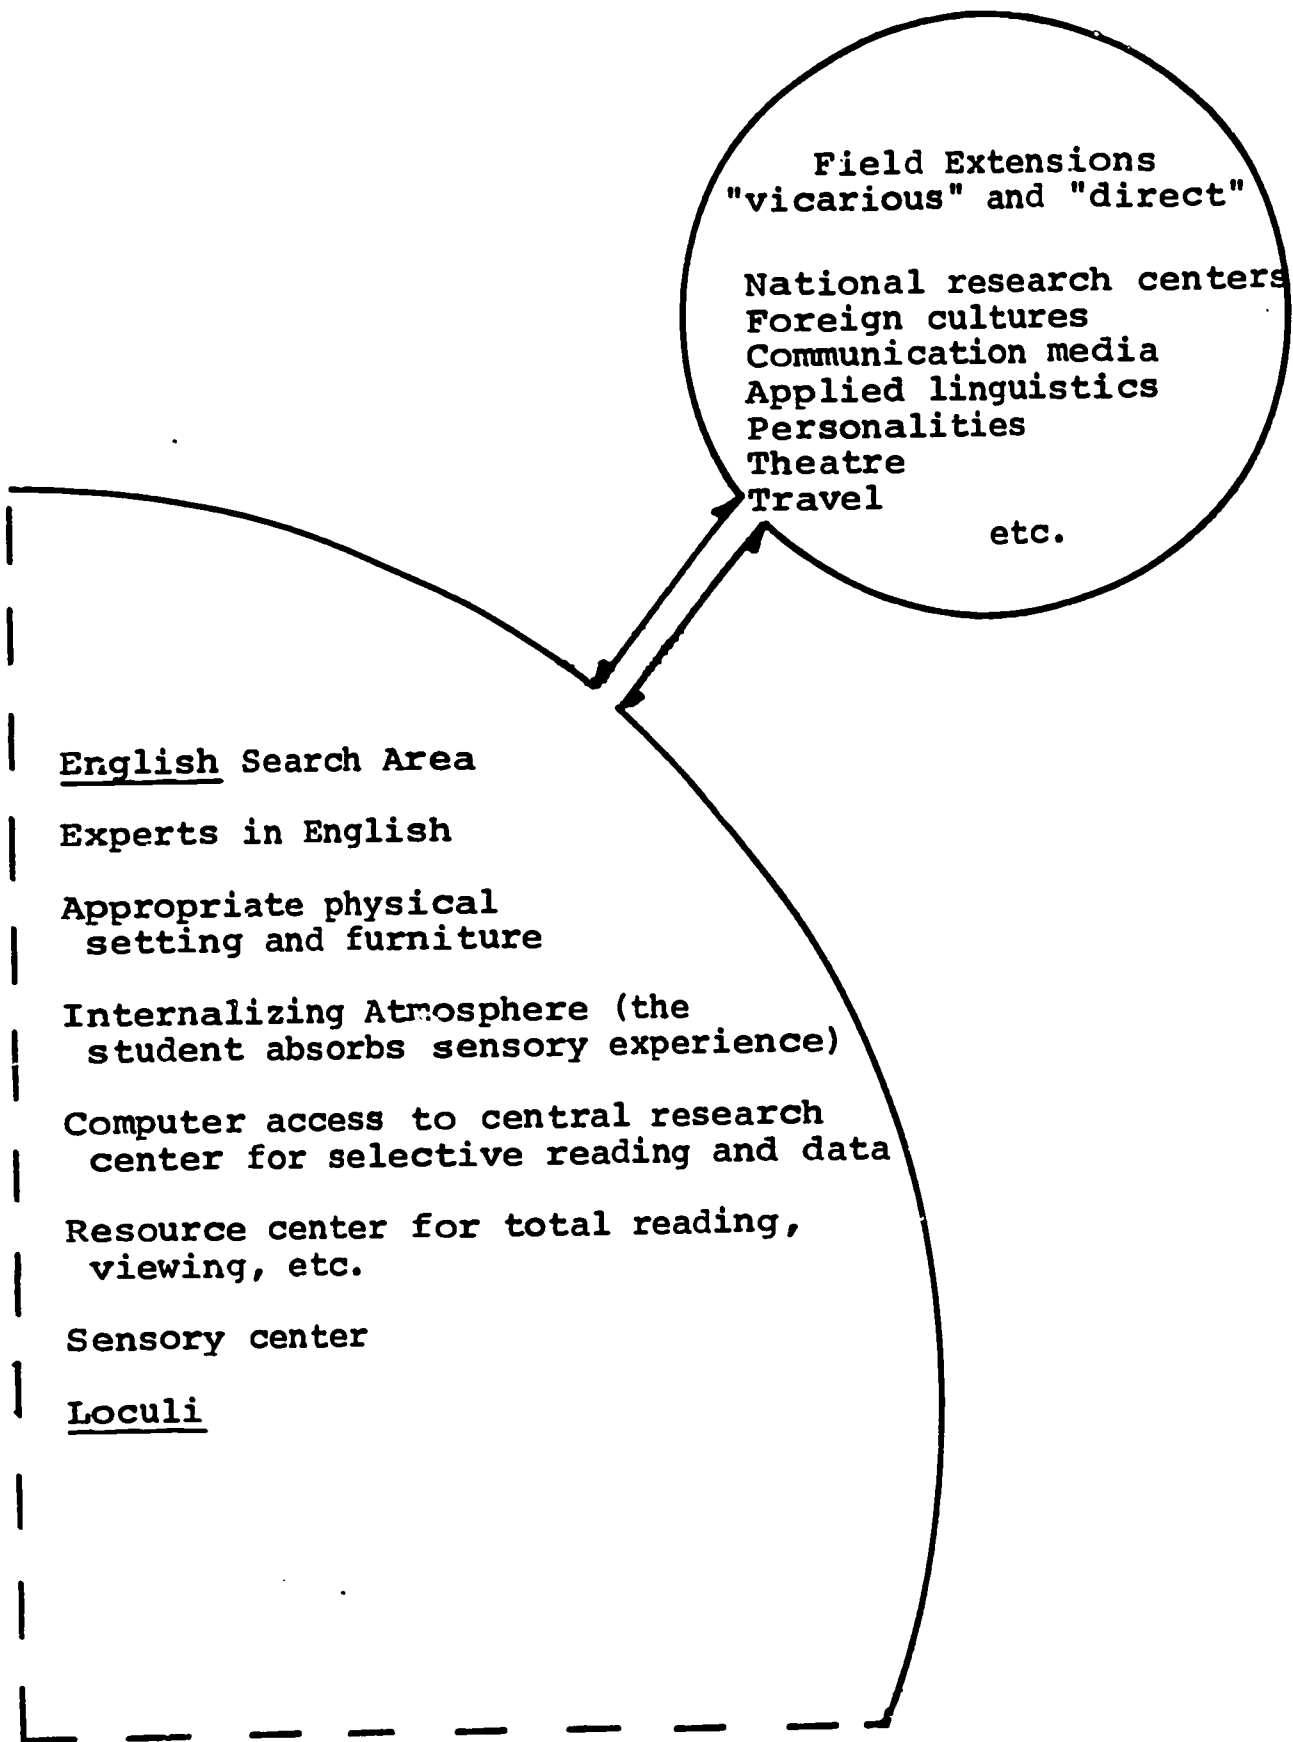 Field Extensions
"vicarious" and "direct"
National research centers
Foreign cultures
Communication media
Applied linguistics
Personalities
Theatre
Travel
etc.
English Search Area
Experts in English
Appropriate physical
setting and furniture
Internalizing Atmosphere (the
student absorbs sensory experience)
Computer access to central research
center for selective reading and data
Resource center for total reading,
viewing, etc.
Sensory center
Loculi